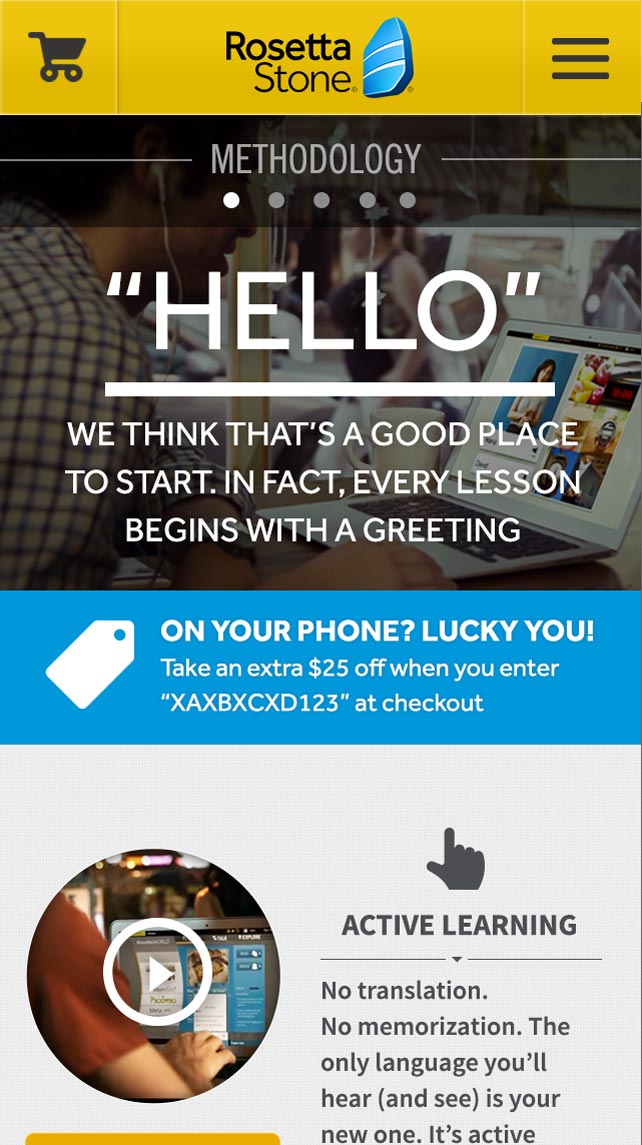 Rosetta
Stone
METHODOLOGY
“HELLO”
WE THINK THAT’S A GOOD PLACE
TO START. IN FACT, EVERY LESSON
BEGINS WITH A GREETING
ON YOUR PHONE? LUCKY YOU!
Take an extra $25 off when you enter
“XAXBXCXD123” at checkout
ACTIVE LEARNING
No translation.
No memorization. The
only language you’ll
hear (and see) is your
new one. It’s active